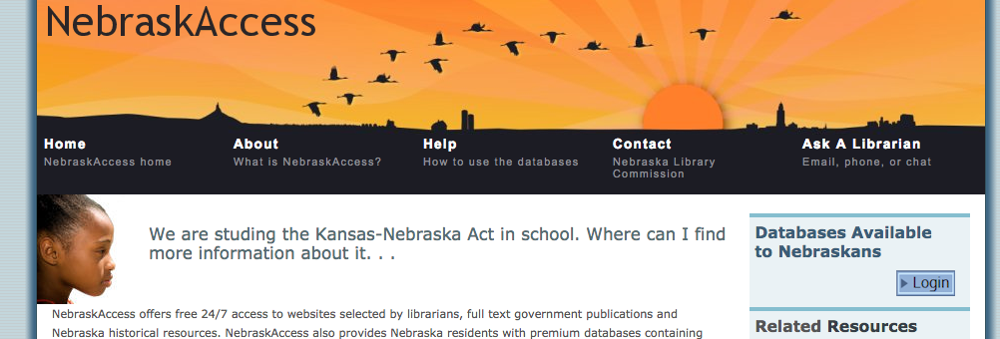 NebraskAccess
Home
NebraskAccess home
About
What is NebraskAccess?
Help
How to use the databases
Contact
Nebraska Library
Commission
Ask A Librarian
Email, phone, or chat
We are studing the Kansas-Nebraska Act in school. Where can I find
more information about it. . .
NebraskAccess offers free 24/7 access to websites selected by librarians, full text government publications and
Nebraska historical resources. NebraskAccess also provides Nebraska residents with premium databases containing
Databases Available
to Nebraskans
Login
Related Resources